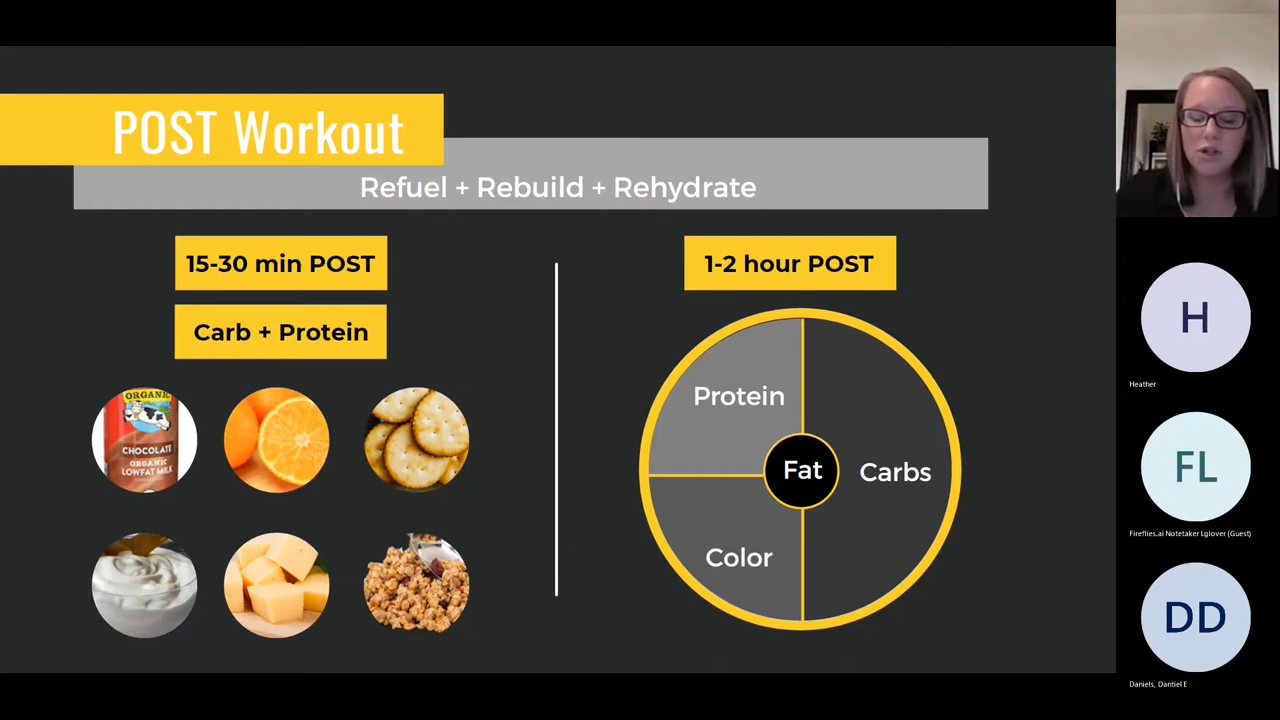 POST Workout
Refuel + Rebuild + Rehydrate
15-30 min POST
Carb + Protein
ORGANIC
CHOCOLATE
ORGANIC
LOWFAT MILK
1-2 hour POST
Protein
Fat
Carbs
Color
H
Heather
FL
Fireflies.ai Notetaker Lglover (Guest)
DD
Daniels, Dantiel E